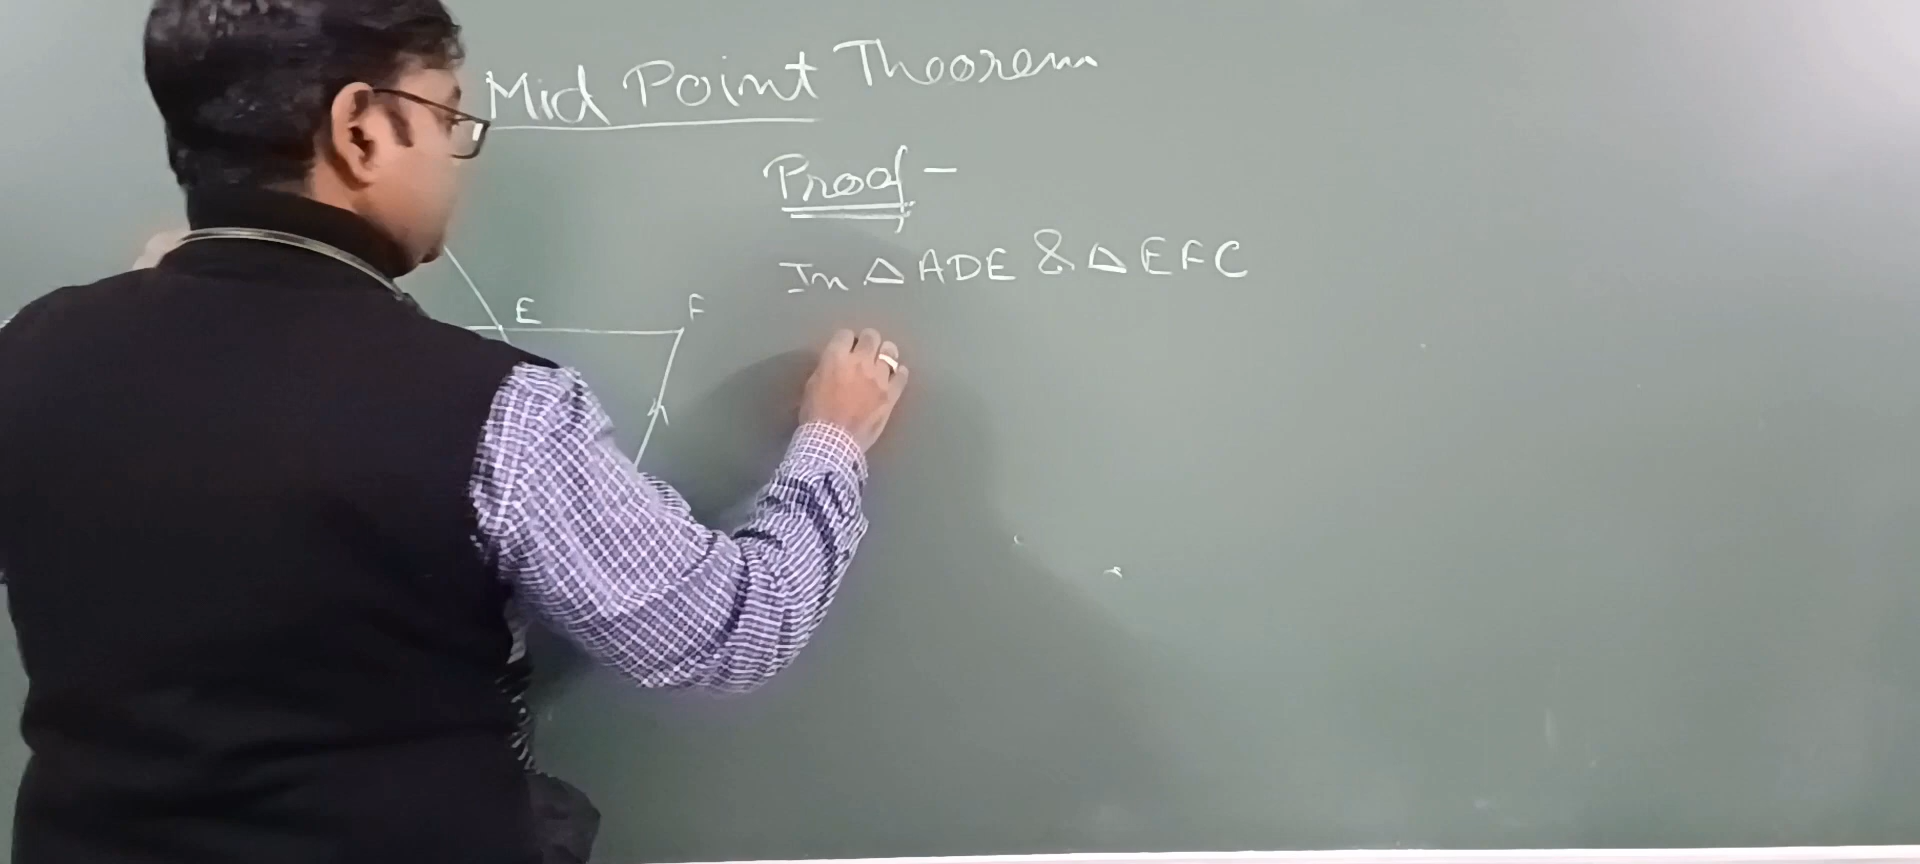 Mid Point Theorem
Proof -
In △ ADE & △ EFC
E
F